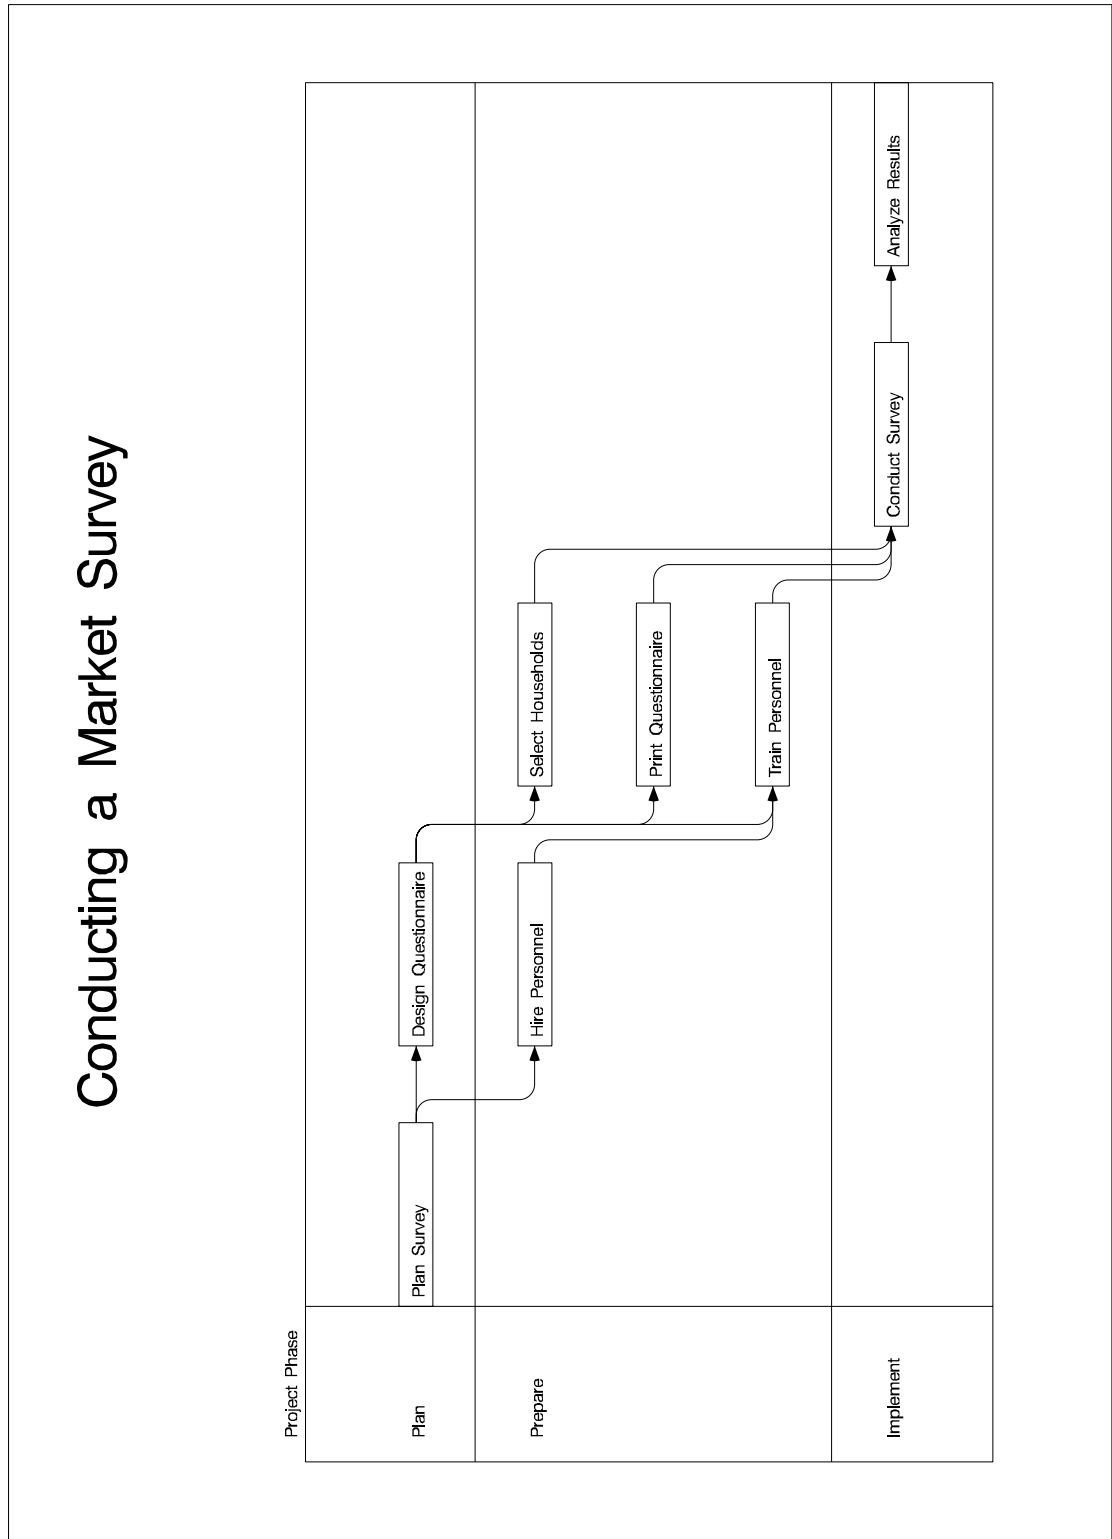 Conducting a Market Survey
Project Phase
Plan
Plan Survey
Design Questionnaire
Prepare
Hire Personnel
Select Households
Print Questionnaire
Train Personnel
Implement
Conduct Survey
Analyze Results